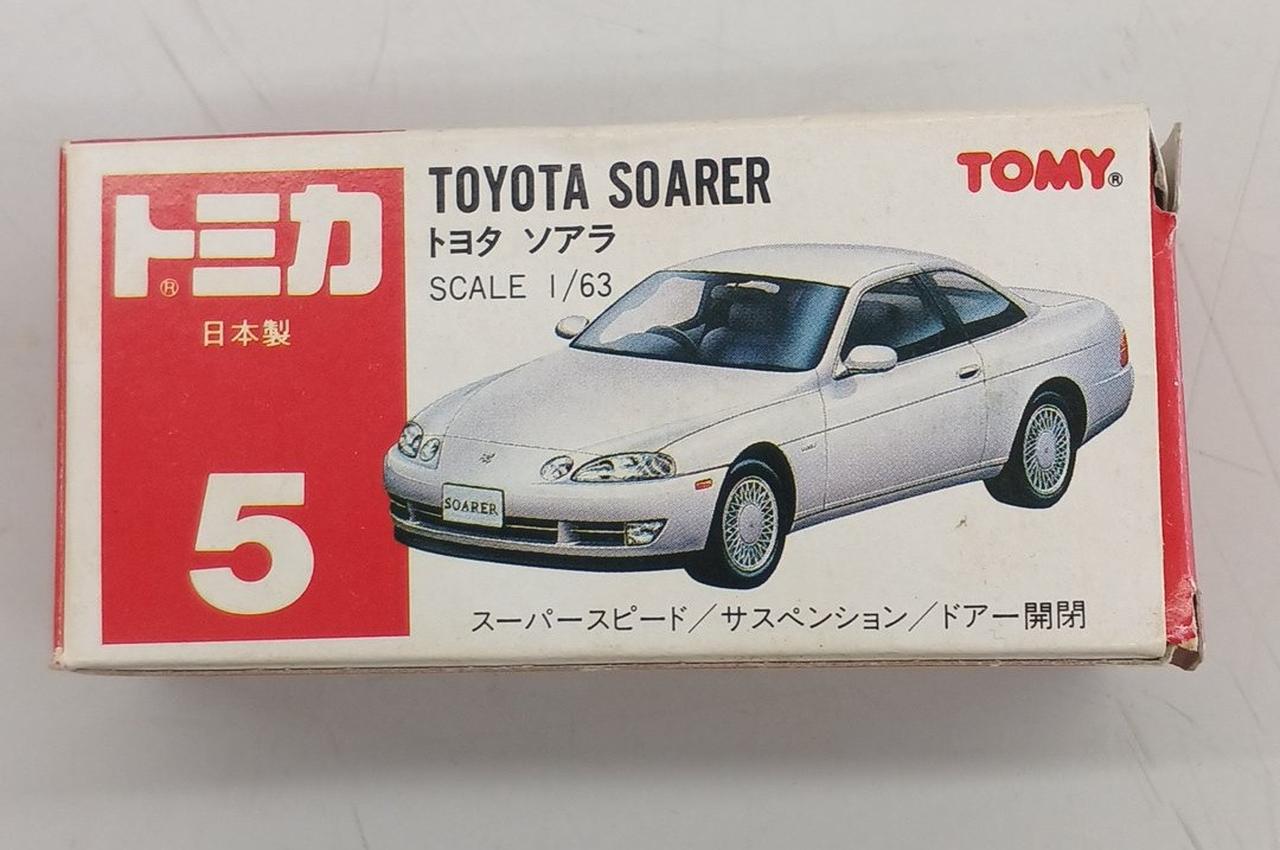 トミカ®
日本製
5
TOYOTA SOARER
トヨタ ソアラ
SCALE 1/63
TOMY®
SOARER
スーパースピード/サスペンション/ドアー開閉